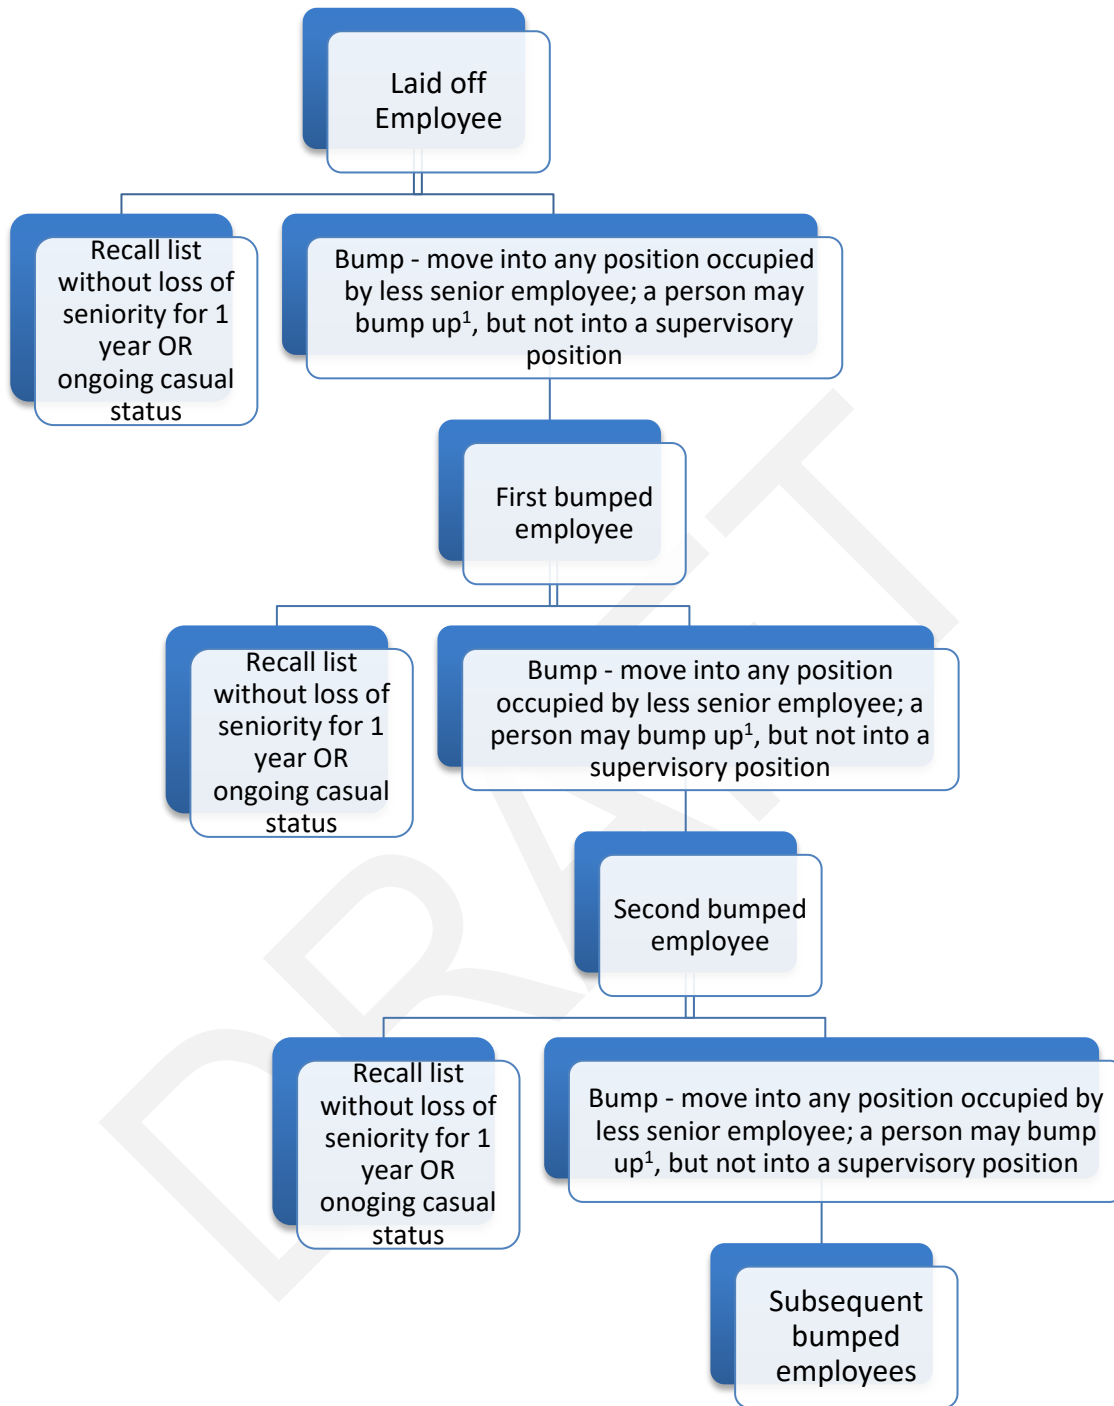 Laid off
Employee
Recall list
without loss of
seniority for 1
year OR
ongoing casual
status
Bump - move into any position occupied
by less senior employee; a person may
bump up¹, but not into a supervisory
position
First bumped
employee
Recall list
without loss of
seniority for 1
year OR
ongoing casual
status
Bump - move into any position
occupied by less senior employee; a
person may bump up¹, but not into a
supervisory position
Second bumped
employee
Recall list
without loss of
seniority for 1
year OR
onoging casual
status
Bump - move into any position occupied by
less senior employee; a person may bump
up¹, but not into a supervisory position
Subsequent
bumped
employees
DRAFT